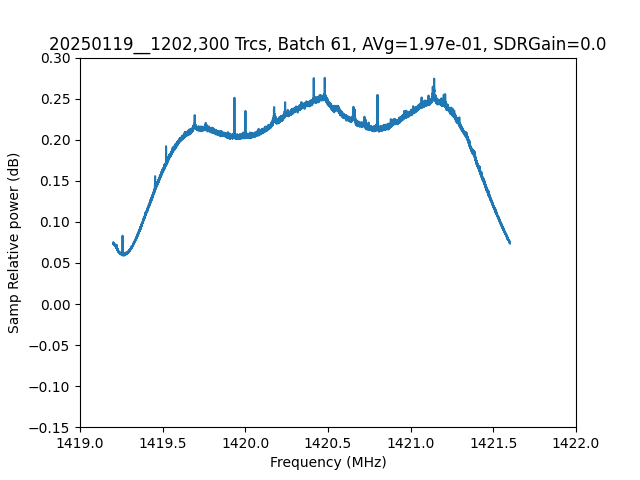 20250119__1202,300 Trcs, Batch 61, AVg=1.97e-01, SDRGain=0.0
0.30
0.25
0.20
0.15
0.10
0.05
0.00
−0.05
−0.10
−0.15
Samp Relative power (dB)
1419.0 1419.5 1420.0 1420.5 1421.0 1421.5 1422.0
Frequency (MHz)